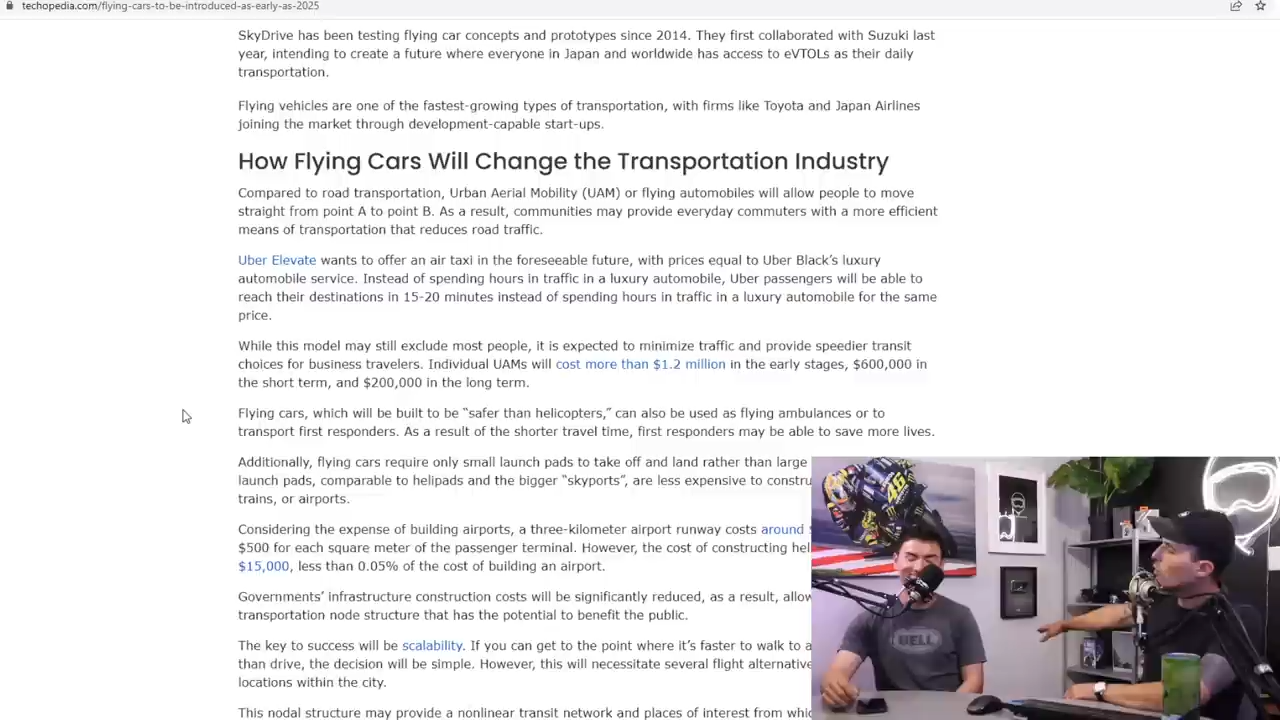 techopedia.com/flying-cars-to-be-introduced-as-early-as-2025
SkyDrive has been testing flying car concepts and prototypes since 2014. They first collaborated with Suzuki last
year, intending to create a future where everyone in Japan and worldwide has access to eVTOLs as their daily
transportation.
Flying vehicles are one of the fastest-growing types of transportation, with firms like Toyota and Japan Airlines
joining the market through development-capable start-ups.
How Flying Cars Will Change the Transportation Industry
Compared to road transportation, Urban Aerial Mobility (UAM) or flying automobiles will allow people to move
straight from point A to point B. As a result, communities may provide everyday commuters with a more efficient
means of transportation that reduces road traffic.
Uber Elevate wants to offer an air taxi in the foreseeable future, with prices equal to Uber Black’s luxury
automobile service. Instead of spending hours in traffic in a luxury automobile, Uber passengers will be able to
reach their destinations in 15-20 minutes instead of spending hours in traffic in a luxury automobile for the same
price.
While this model may still exclude most people, it is expected to minimize traffic and provide speedier transit
choices for business travelers. Individual UAMs will cost more than $1.2 million in the early stages, $600,000 in
the short term, and $200,000 in the long term.
Flying cars, which will be built to be “safer than helicopters,” can also be used as flying ambulances or to
transport first responders. As a result of the shorter travel time, first responders may be able to save more lives.
Additionally, flying cars require only small launch pads to take off and land rather than large
launch pads, comparable to helipads and the bigger “skyports”, are less expensive to constru
trains, or airports.
Considering the expense of building airports, a three-kilometer airport runway costs around
$500 for each square meter of the passenger terminal. However, the cost of constructing hel
$15,000, less than 0.05% of the cost of building an airport.
Governments’ infrastructure construction costs will be significantly reduced, as a result, allow
transportation node structure that has the potential to benefit the public.
The key to success will be scalability. If you can get to the point where it’s faster to walk to a
than drive, the decision will be simple. However, this will necessitate several flight alternative
locations within the city.
This nodal structure may provide a nonlinear transit network and places of interest from whic
46
BELL